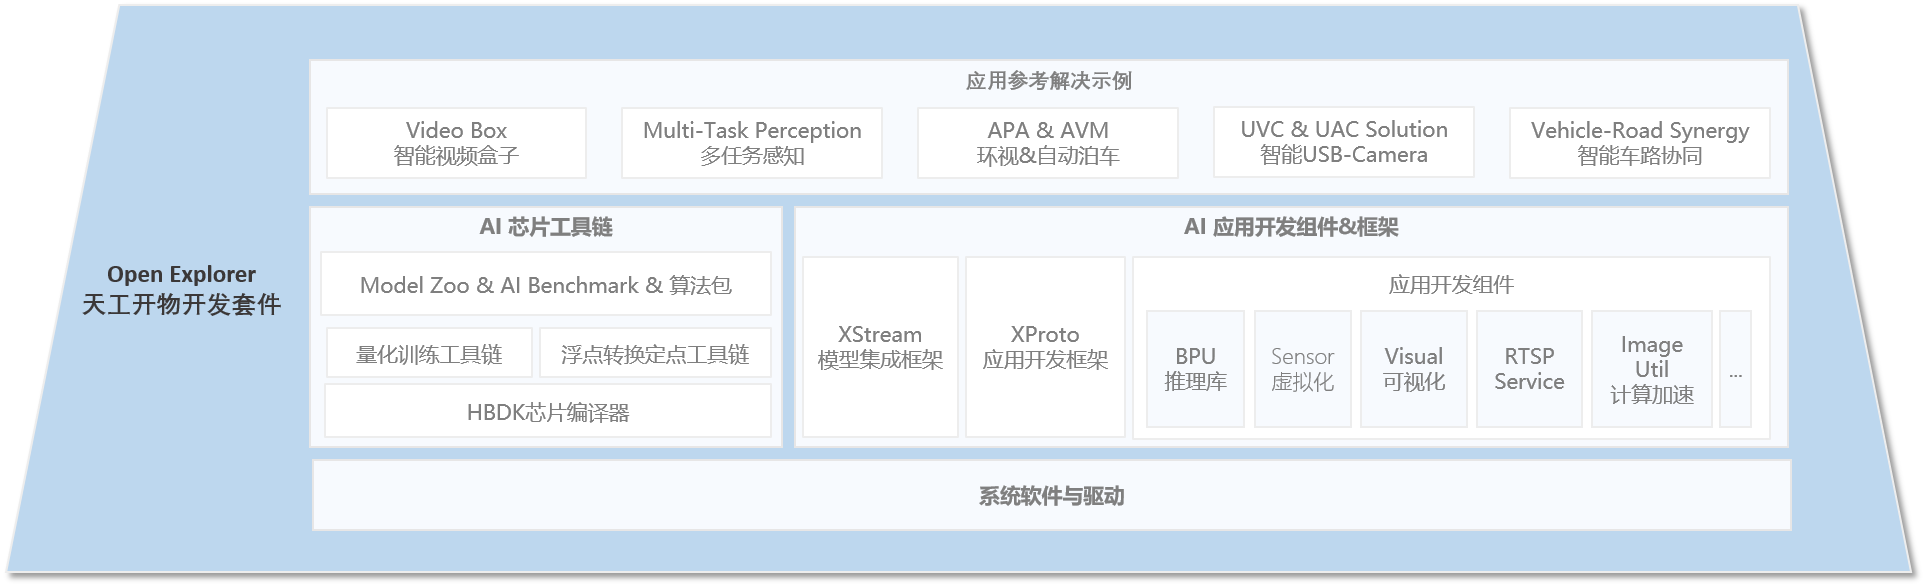 Open Explorer
天工开物开发套件
应用参考解决示例
Video Box
智能视频盒子
Multi-Task Perception
多任务感知
APA & AVM
环视&自动泊车
UVC & UAC Solution
智能USB-Camera
Vehicle-Road Synergy
智能车路协同
AI 芯片工具链
Model Zoo & AI Benchmark & 算法包
量化训练工具链
浮点转换定点工具链
HBDK芯片编译器
AI 应用开发组件&框架
XStream
模型集成框架
XProto
应用开发框架
应用开发组件
BPU
推理库
Sensor
虚拟化
Visual
可视化
RTSP
Service
Image
Util
计算加速
...
系统软件与驱动